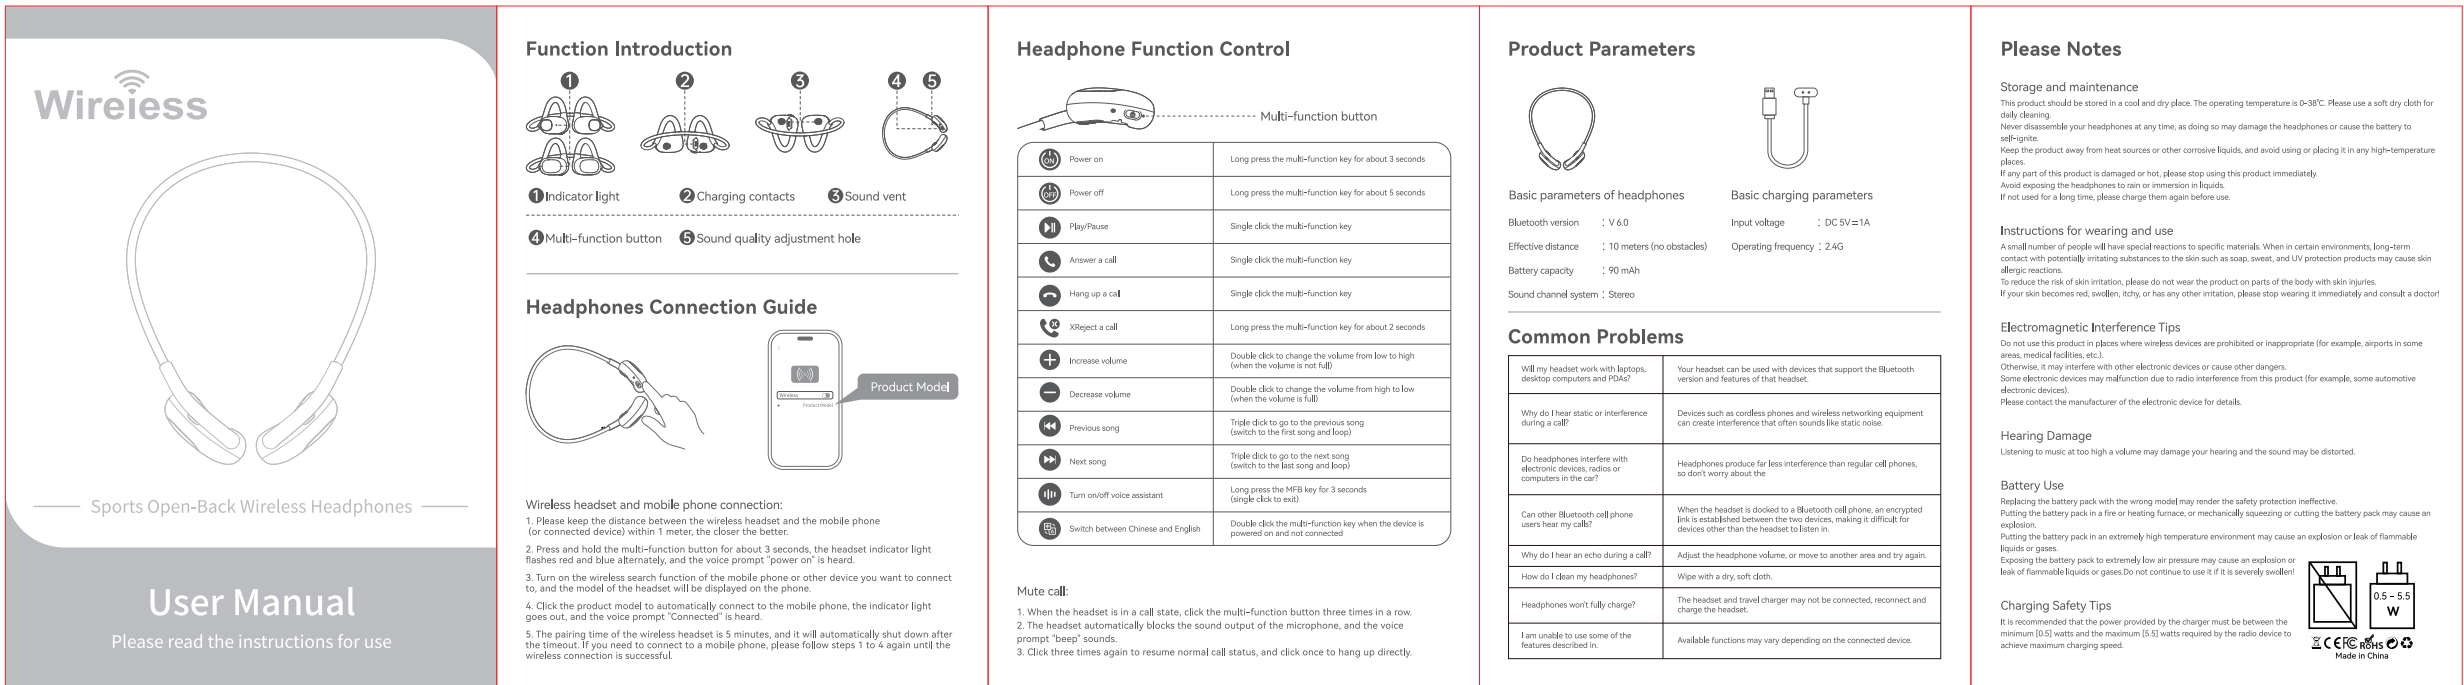 Wireless
Sports Open-Back Wireless Headphones
User Manual
Please read the instructions for use
Function Introduction
1 2 3 4 5
1 Indicator light 2 Charging contacts 3 Sound vent
4 Multi-function button 5 Sound quality adjustment hole
Headphones Connection Guide
Wireless
Product Model
Product Model
Wireless headset and mobile phone connection:
1. Please keep the distance between the wireless headset and the mobile phone
(or connected device) within 1 meter, the closer the better.
2. Press and hold the multi-function button for about 3 seconds, the headset indicator light
flashes red and blue alternately, and the voice prompt "power on" is heard.
3. Turn on the wireless search function of the mobile phone or other device you want to connect
to, and the model of the headset will be displayed on the phone.
4. Click the product model to automatically connect to the mobile phone, the indicator light
goes out, and the voice prompt "Connected" is heard.
5. The pairing time of the wireless headset is 5 minutes, and it will automatically shut down after
the timeout. If you need to connect to a mobile phone, please follow steps 1 to 4 again until the
wireless connection is successful.
Headphone Function Control
Multi-function button
ON Power on Long press the multi-function key for about 3 seconds
OFF Power off Long press the multi-function key for about 5 seconds
Play/Pause Single click the multi-function key
Answer a call Single click the multi-function key
Hang up a call Single click the multi-function key
XReject a call Long press the multi-function key for about 2 seconds
Increase volume Double click to change the volume from low to high
(when the volume is not full)
Decrease volume Double click to change the volume from high to low
(when the volume is full)
Previous song Triple click to go to the previous song
(switch to the first song and loop)
Next song Triple click to go to the next song
(switch to the last song and loop)
Turn on/off voice assistant Long press the MFB key for 3 seconds
(single click to exit)
Switch between Chinese and English Double click the multi-function key when the device is
powered on and not connected
Mute call:
1. When the headset is in a call state, click the multi-function button three times in a row.
2. The headset automatically blocks the sound output of the microphone, and the voice
prompt "beep" sounds.
3. Click three times again to resume normal call status, and click once to hang up directly.
Product Parameters
Basic parameters of headphones
Bluetooth version : V 6.0
Effective distance : 10 meters (no obstacles)
Battery capacity : 90 mAh
Sound channel system : Stereo
Basic charging parameters
Input voltage : DC 5V⎓1A
Operating frequency : 2.4G
Common Problems
Will my headset work with laptops,
desktop computers and PDAs?
Your headset can be used with devices that support the Bluetooth
version and features of that headset.
Why do I hear static or interference
during a call?
Devices such as cordless phones and wireless networking equipment
can create interference that often sounds like static noise.
Do headphones interfere with
electronic devices, radios or
computers in the car?
Headphones produce far less interference than regular cell phones,
so don't worry about the
Can other Bluetooth cell phone
users hear my calls?
When the headset is docked to a Bluetooth cell phone, an encrypted
link is established between the two devices, making it difficult for
devices other than the headset to listen in.
Why do I hear an echo during a call? Adjust the headphone volume, or move to another area and try again.
How do I clean my headphones? Wipe with a dry, soft cloth.
Headphones won't fully charge? The headset and travel charger may not be connected, reconnect and
charge the headset.
I am unable to use some of the
features described in.
Available functions may vary depending on the connected device.
Please Notes
Storage and maintenance
This product should be stored in a cool and dry place. The operating temperature is 0-38°C. Please use a soft dry cloth for
daily cleaning.
Never disassemble your headphones at any time, as doing so may damage the headphones or cause the battery to
self-ignite.
Keep the product away from heat sources or other corrosive liquids, and avoid using or placing it in any high-temperature
places.
If any part of this product is damaged or hot, please stop using this product immediately.
Avoid exposing the headphones to rain or immersion in liquids.
If not used for a long time, please charge them again before use.
Instructions for wearing and use
A small number of people will have special reactions to specific materials. When in certain environments, long-term
contact with potentially irritating substances to the skin such as soap, sweat, and UV protection products may cause skin
allergic reactions.
To reduce the risk of skin irritation, please do not wear the product on parts of the body with skin injuries.
If your skin becomes red, swollen, itchy, or has any other irritation, please stop wearing it immediately and consult a doctor!
Electromagnetic Interference Tips
Do not use this product in places where wireless devices are prohibited or inappropriate (for example, airports in some
areas, medical facilities, etc.).
Otherwise, it may interfere with other electronic devices or cause other dangers.
Some electronic devices may malfunction due to radio interference from this product (for example, some automotive
electronic devices).
Please contact the manufacturer of the electronic device for details.
Hearing Damage
Listening to music at too high a volume may damage your hearing and the sound may be distorted.
Battery Use
Replacing the battery pack with the wrong model may render the safety protection ineffective.
Putting the battery pack in a fire or heating furnace, or mechanically squeezing or cutting the battery pack may cause an
explosion.
Putting the battery pack in an extremely high temperature environment may cause an explosion or leak of flammable
liquids or gases.
Exposing the battery pack to extremely low air pressure may cause an explosion or
leak of flammable liquids or gases.Do not continue to use it if it is severely swollen!
Charging Safety Tips
It is recommended that the power provided by the charger must be between the
minimum [0.5] watts and the maximum [5.5] watts required by the radio device to
achieve maximum charging speed.
0.5 - 5.5
W
CE FC RoHS
Made in China